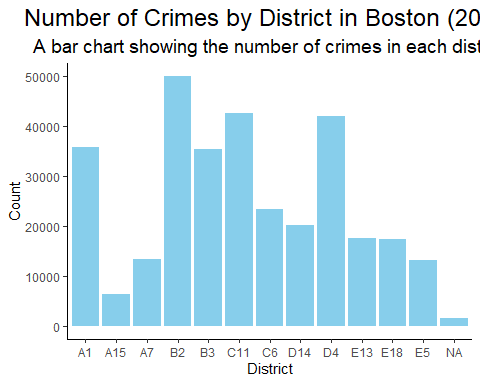 Number of Crimes by District in Boston (20
A bar chart showing the number of crimes in each dist
50000
40000
30000
20000
10000
0
Count
A1 A15 A7 B2 B3 C11 C6 D14 D4 E13 E18 E5 NA
District